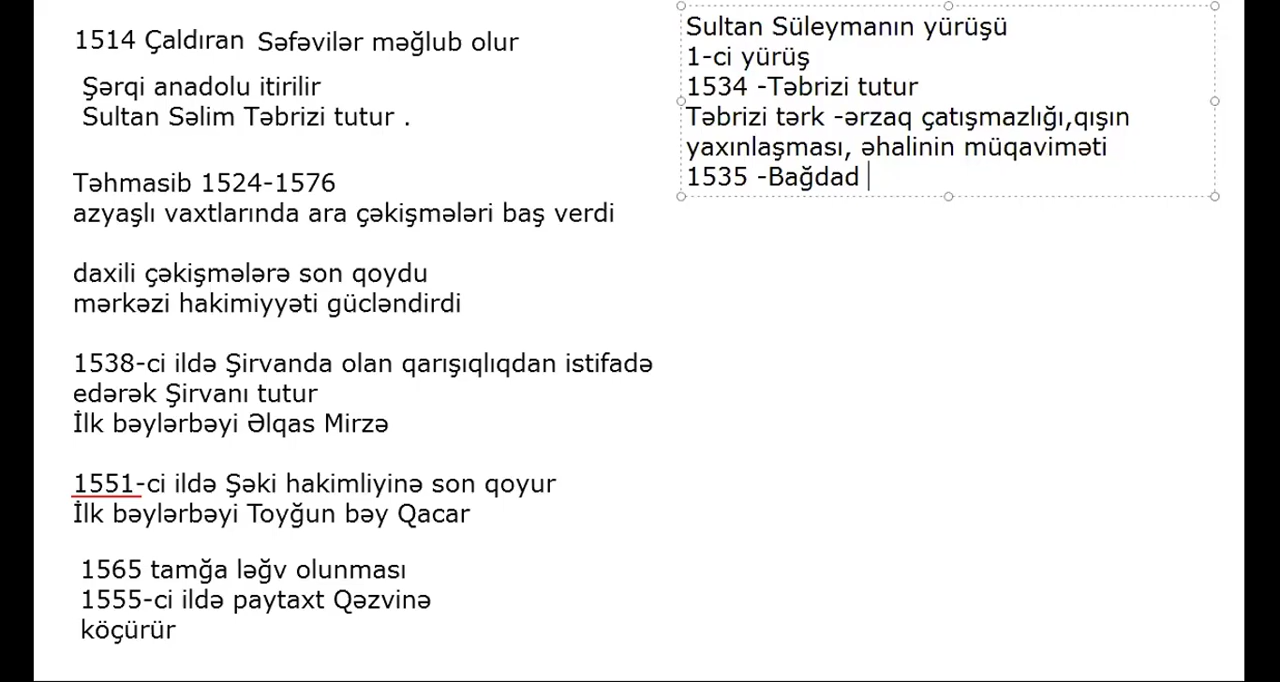 1514 Çaldıran Səfəvilər məğlub olur
Şərqi anadolu itirilir
Sultan Səlim Təbrizi tutur .
Təhmasib 1524-1576
azyaşlı vaxtlarında ara çəkişmələri baş verdi
daxili çəkişmələrə son qoydu
mərkəzi hakimiyyəti gücləndirdi
1538-ci ildə Şirvanda olan qarışıqlıqdan istifadə
edərək Şirvanı tutur
İlk bəylərbəyi Əlqas Mirzə
1551-ci ildə Şəki hakimliyinə son qoyur
İlk bəylərbəyi Toyğun bəy Qacar
1565 tamğa ləğv olunması
1555-ci ildə paytaxt Qəzvinə
köçürür
Sultan Süleymanın yürüşü
1-ci yürüş
1534 -Təbrizi tutur
Təbrizi tərk -ərzaq çatışmazlığı,qışın
yaxınlaşması, əhalinin müqaviməti
1535 -Bağdad